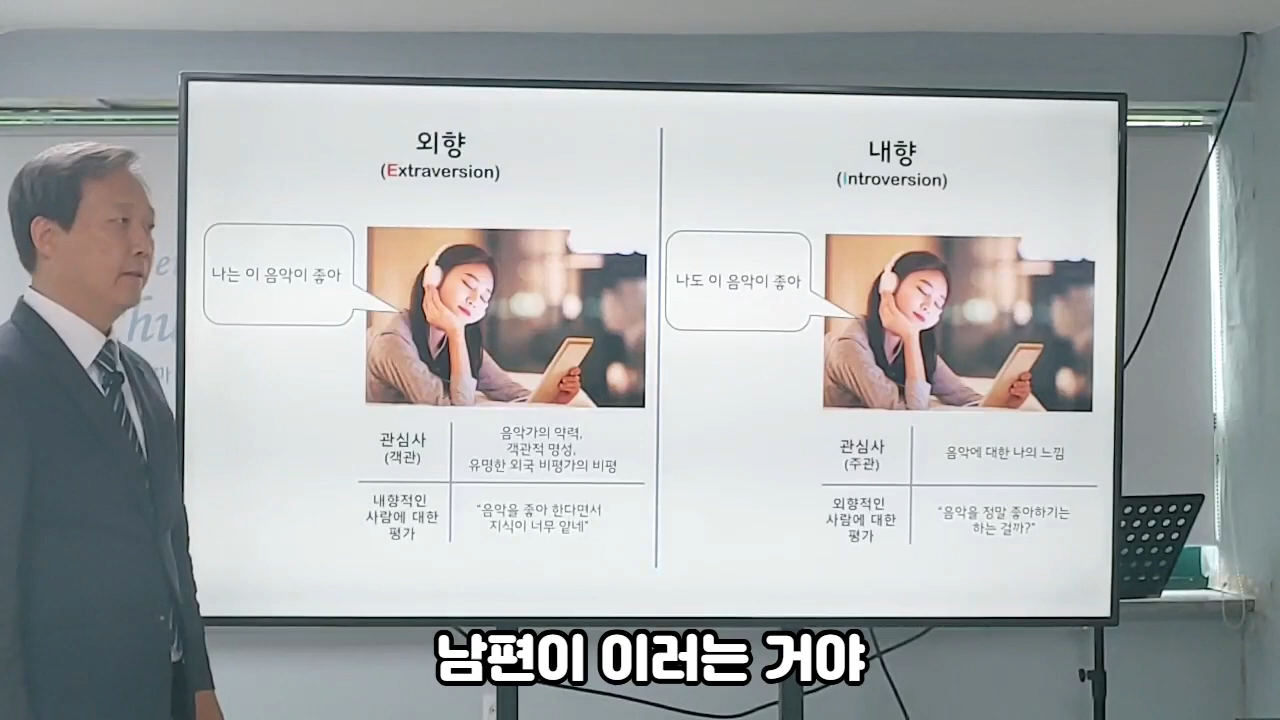 외향
(Extraversion)
나는 이 음악이 좋아
관심사
(객관)
음악가의 약력,
객관적 명성,
유명한 외국 비평가의 비평
내향적인
사람에 대한
평가
“음악을 좋아 한다면서
지식이 너무 얕네”
내향
(Introversion)
나도 이 음악이 좋아
관심사
(주관)
음악에 대한 나의 느낌
외향적인
사람에 대한
평가
“음악을 정말 좋아하기는
하는 걸까?”
남편이 이러는 거야